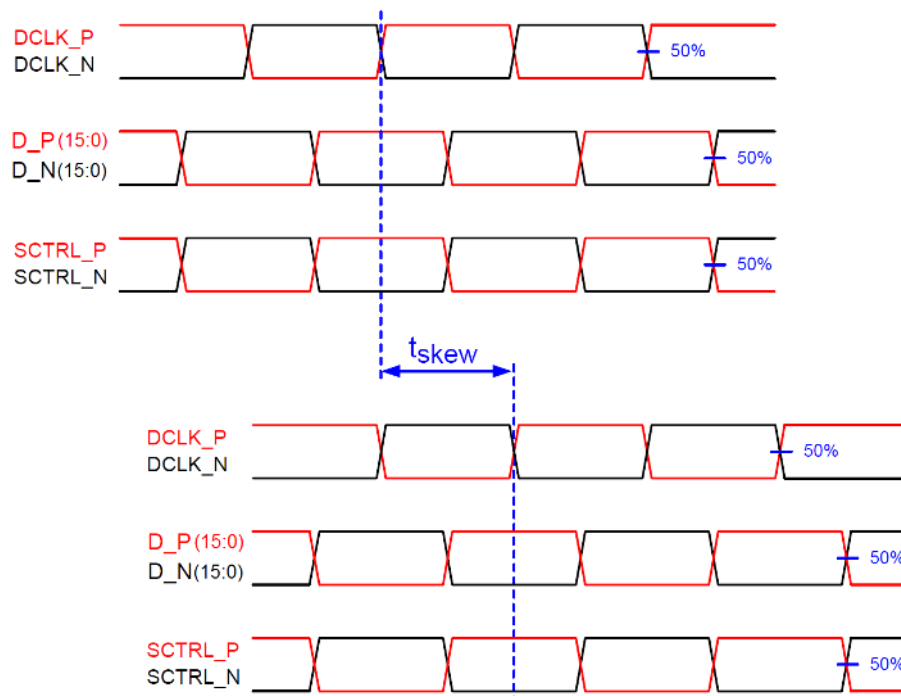 DCLK_P
DCLK_N
50%
D_P(15:0)
D_N(15:0)
50%
SCTRL_P
SCTRL_N
50%
tskew
DCLK_P
DCLK_N
50%
D_P(15:0)
D_N(15:0)
50%
SCTRL_P
SCTRL_N
50%